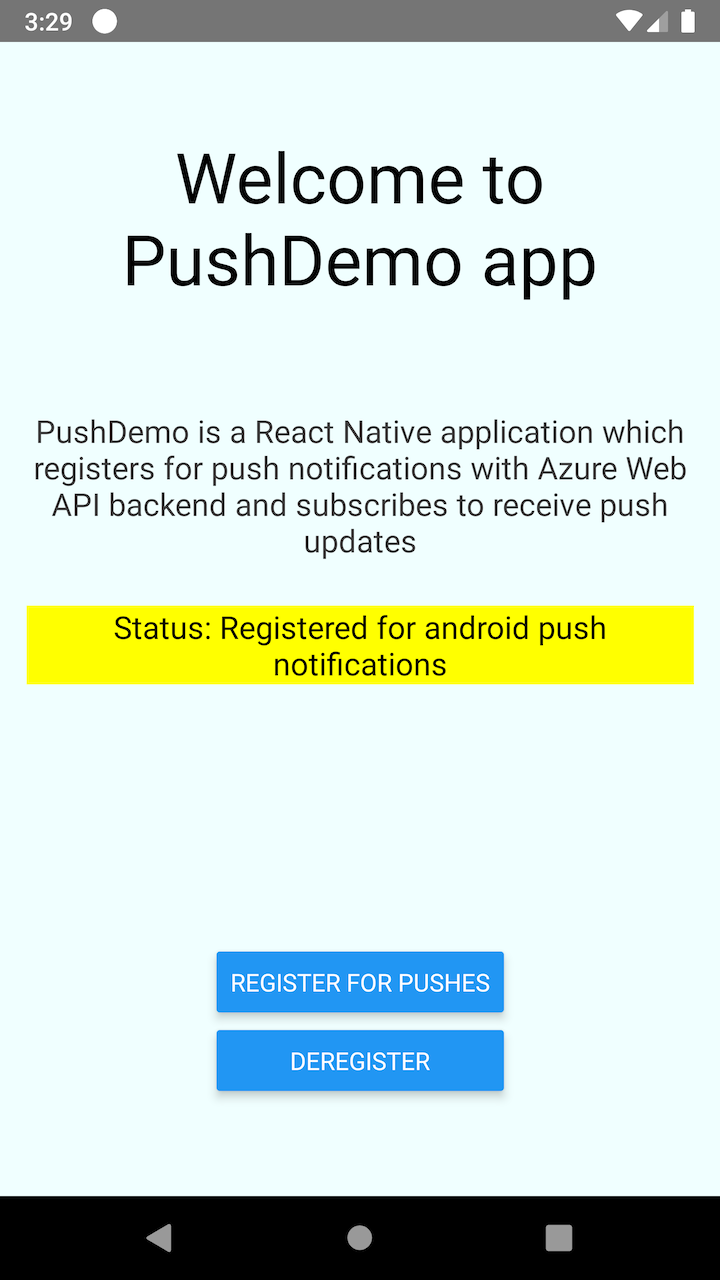 3:29
Welcome to
PushDemo app
PushDemo is a React Native application which
registers for push notifications with Azure Web
API backend and subscribes to receive push
updates
Status: Registered for android push
notifications
REGISTER FOR PUSHES
DEREGISTER